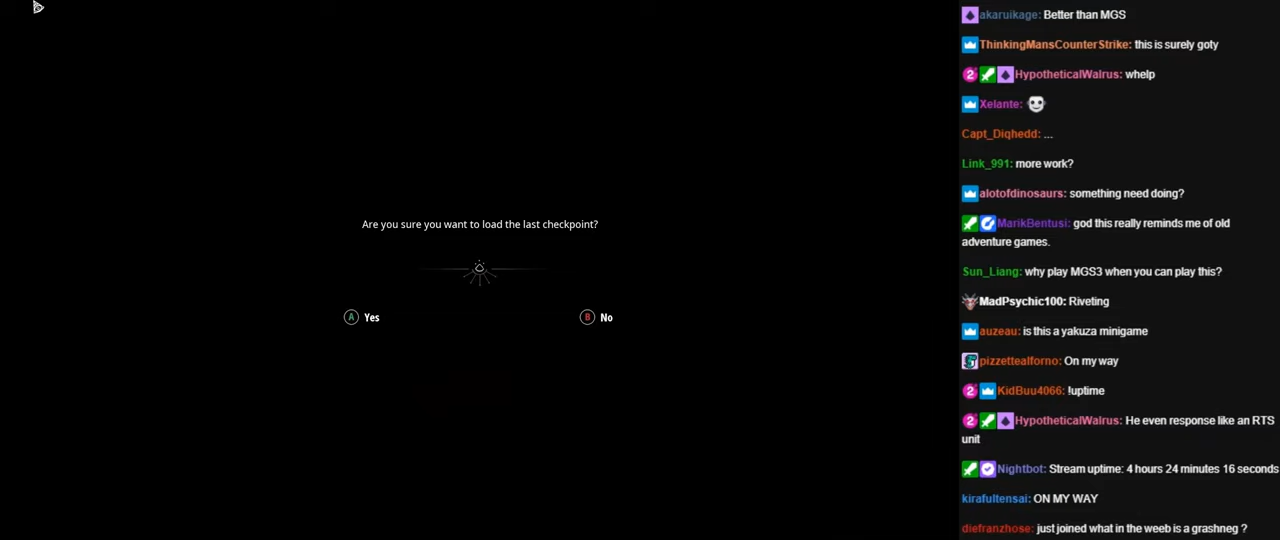 Are you sure you want to load the last checkpoint?
A Yes
B No
akaruikage: Better than MGS
ThinkingMansCounterStrike: this is surely goty
2 HypotheticalWalrus: whelp
Xelante:
Capt_Diqhedd: ...
Link_991: more work?
alotofdinosaurs: something need doing?
MarikBentusi: god this really reminds me of old
adventure games.
Sun_Liang: why play MGS3 when you can play this?
MadPsychic100: Riveting
auzeau: is this a yakuza minigame
pizzettealforno: On my way
2 KidBuu4066: !uptime
2 HypotheticalWalrus: He even response like an RTS
unit
Nightbot: Stream uptime: 4 hours 24 minutes 16 seconds
kirafultensai: ON MY WAY
diefranzhose: just joined what in the weeb is a grashneg ?